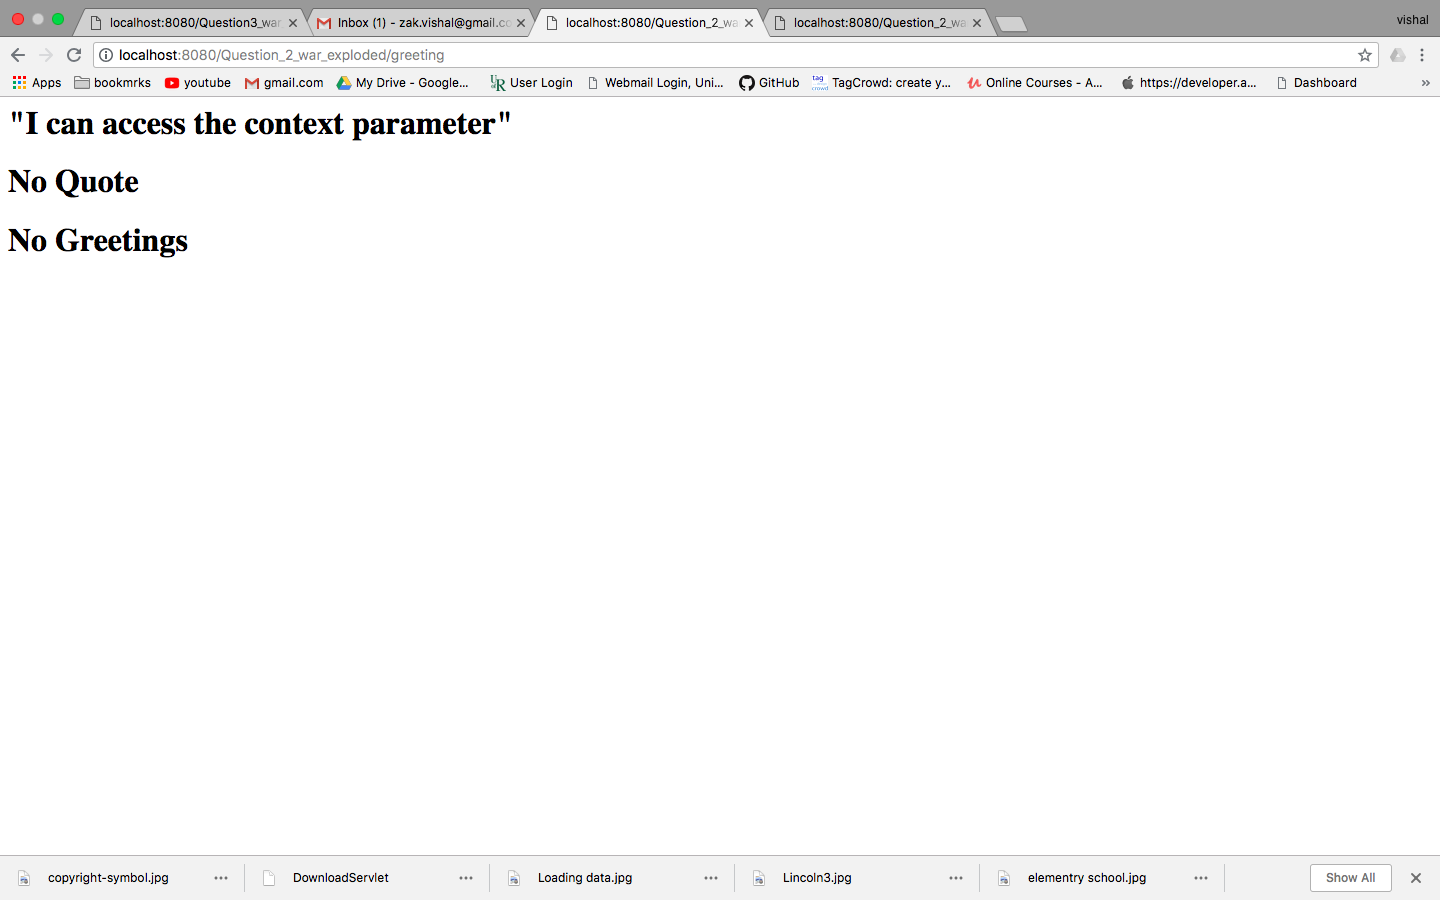 localhost:8080/Question3_war
Inbox (1) - zak.vishal@gmail.co
localhost:8080/Question_2_wa
localhost:8080/Question_2_wa
vishal
localhost:8080/Question_2_war_exploded/greeting
Apps bookmrks youtube gmail.com My Drive - Google... User Login Webmail Login, Uni... GitHub TagCrowd: create y... Online Courses - A... https://developer.a... Dashboard »
"I can access the context parameter"
No Quote
No Greetings
copyright-symbol.jpg DownloadServlet Loading data.jpg Lincoln3.jpg elementry school.jpg Show All